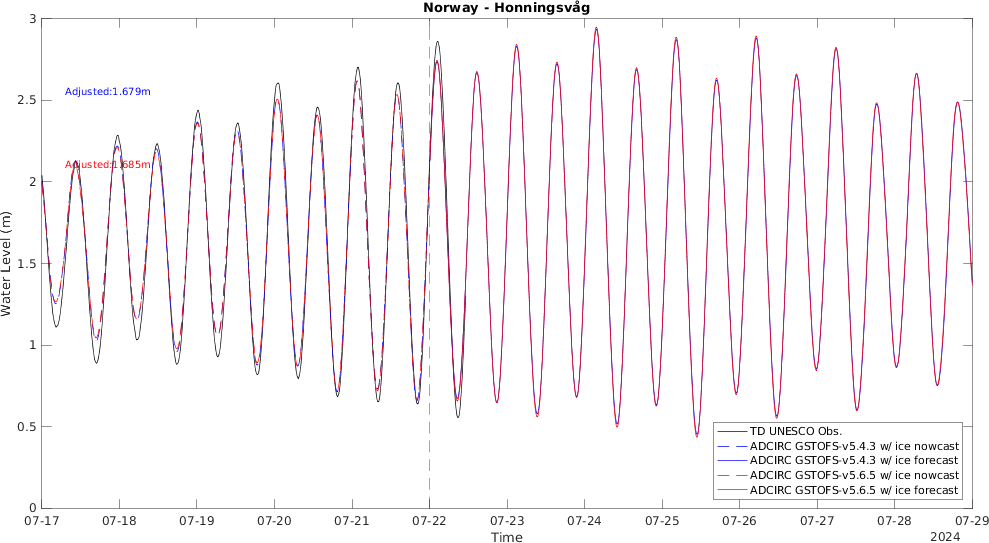 Norway - Honningsvåg
3
2.5
2
1.5
1
0.5
0
Water Level (m)
Adjusted:1.679m
Adjusted:1.685m
TD UNESCO Obs.
ADCIRC GSTOFS-v5.4.3 w/ ice nowcast
ADCIRC GSTOFS-v5.4.3 w/ ice forecast
ADCIRC GSTOFS-v5.6.5 w/ ice nowcast
ADCIRC GSTOFS-v5.6.5 w/ ice forecast
07-17 07-18 07-19 07-20 07-21 07-22 07-23 07-24 07-25 07-26 07-27 07-28 07-29
Time
2024